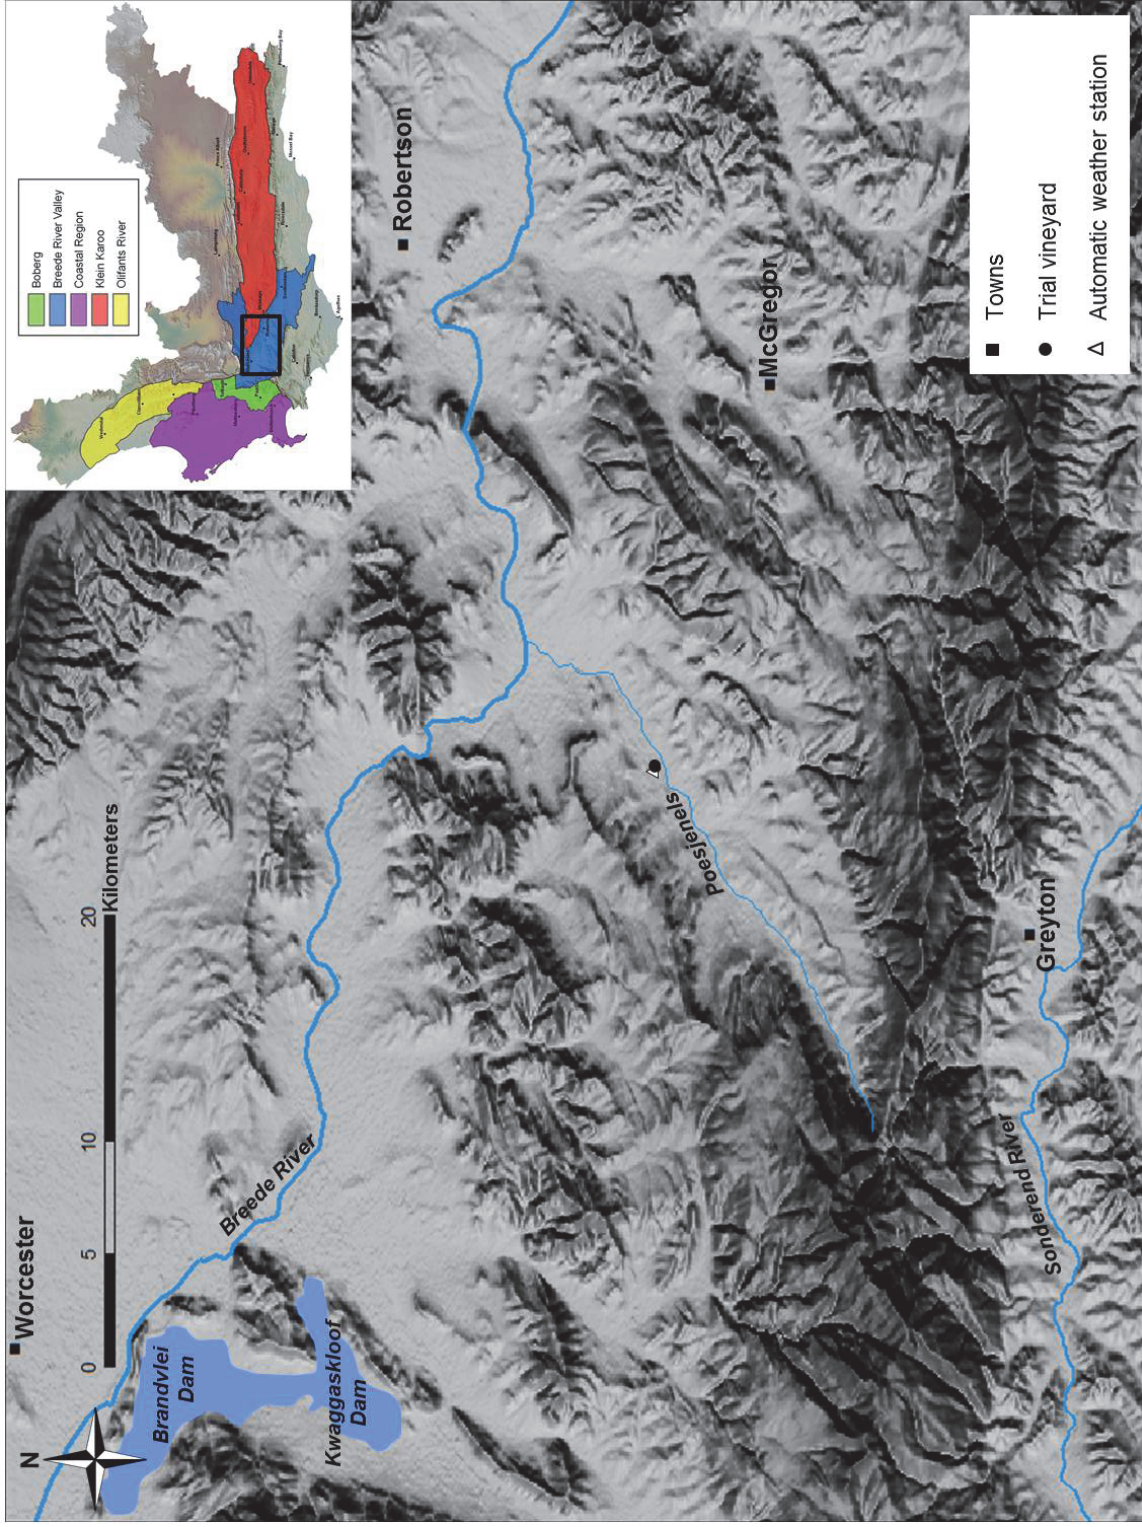 N
Worcester
0 5 10 20
Kilometers
Brandvlei
Dam
Kwaggaskloof
Dam
Breede River
Poesjenels
Robertson
McGregor
Greyton
Sonderend River
Boberg
Breede River Valley
Coastal Region
Klein Karoo
Olifants River
Towns
Trial vineyard
Automatic weather station